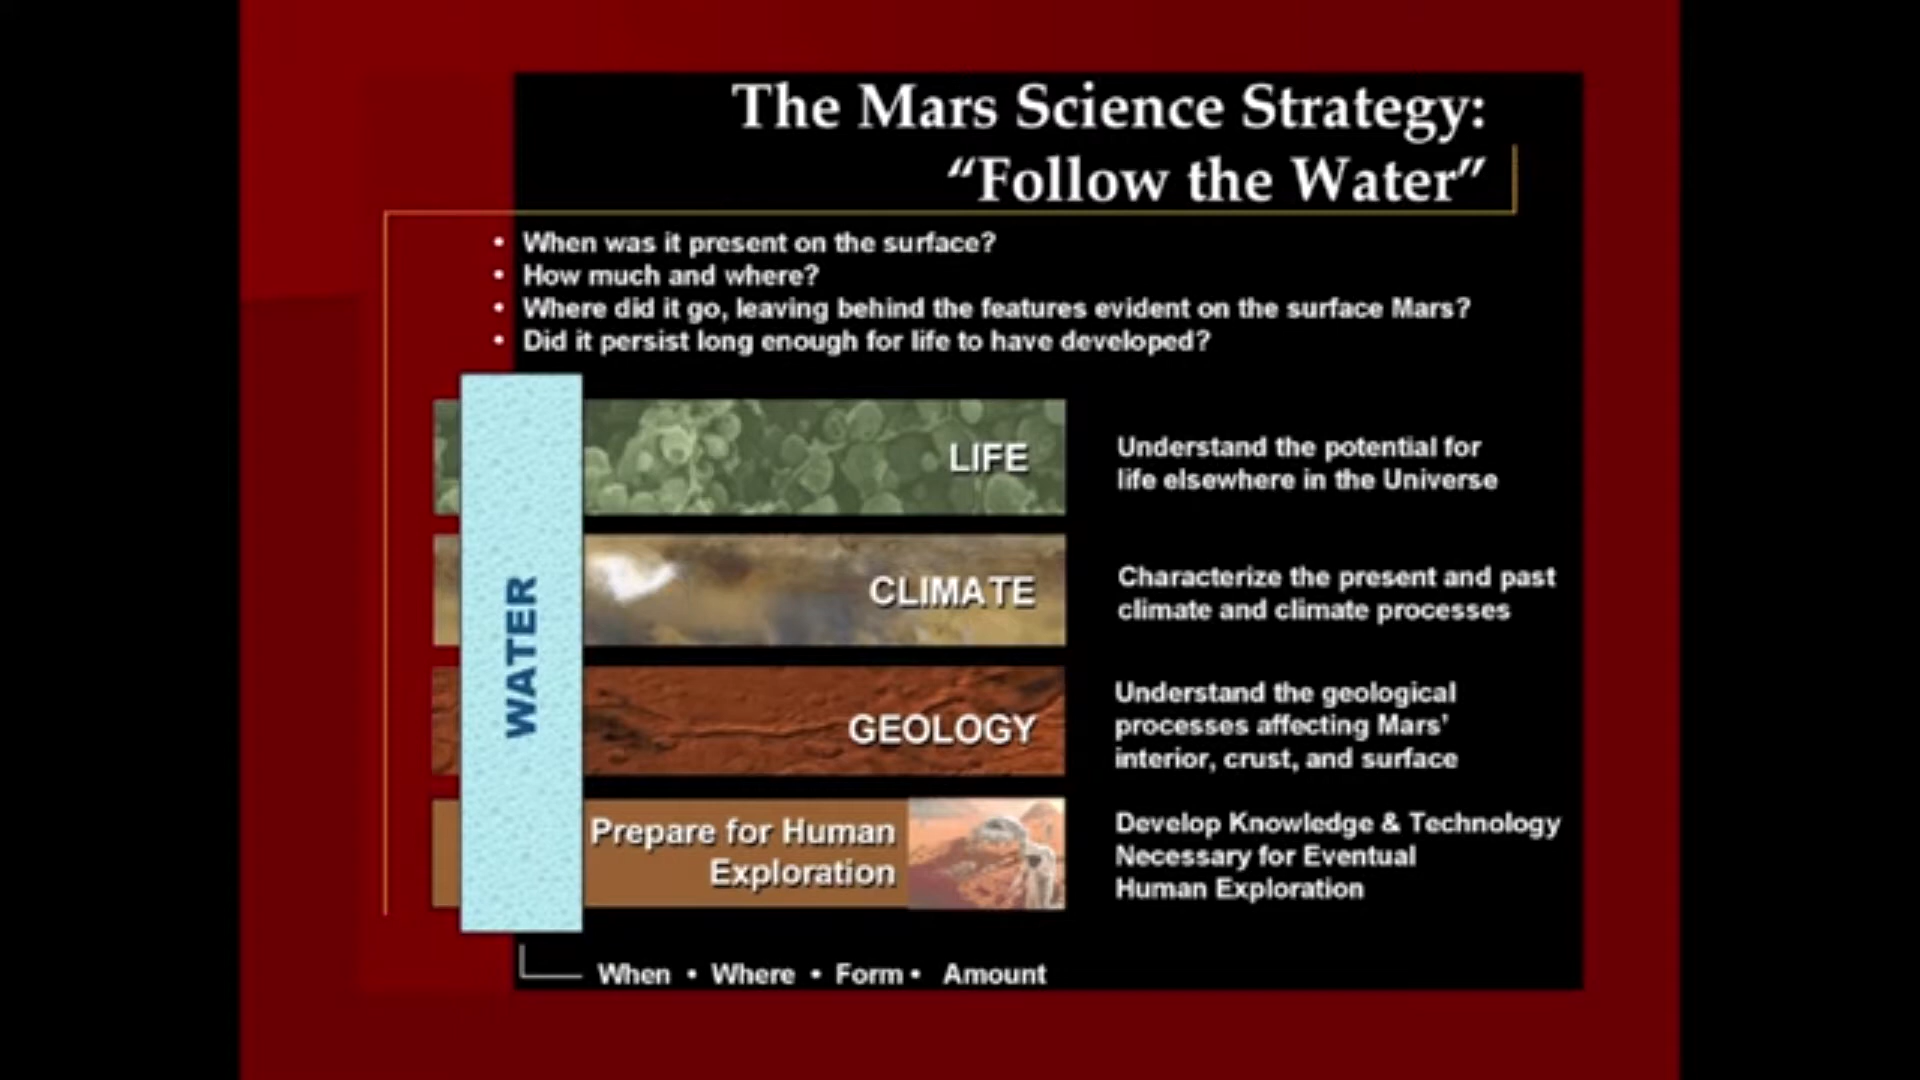 The Mars Science Strategy:
“Follow the Water”
• When was it present on the surface?
• How much and where?
• Where did it go, leaving behind the features evident on the surface Mars?
• Did it persist long enough for life to have developed?
WATER
LIFE
Understand the potential for
life elsewhere in the Universe
CLIMATE
Characterize the present and past
climate and climate processes
GEOLOGY
Understand the geological
processes affecting Mars’
interior, crust, and surface
Prepare for Human
Exploration
Develop Knowledge & Technology
Necessary for Eventual
Human Exploration
When • Where • Form • Amount